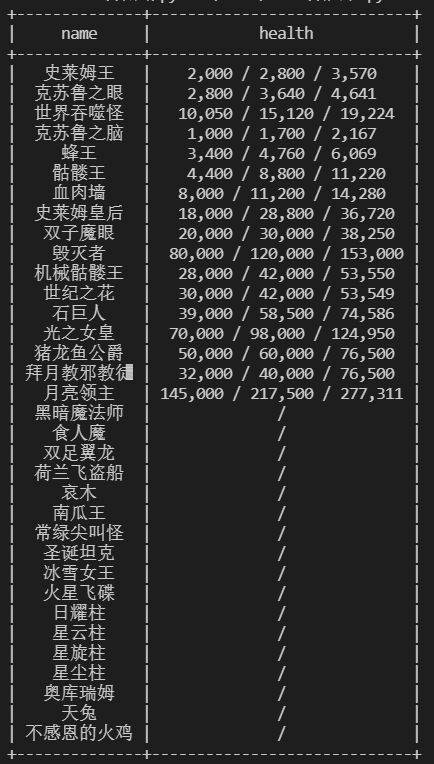 name | health
史莱姆王 | 2,000 / 2,800 / 3,570
克苏鲁之眼 | 2,800 / 3,640 / 4,641
世界吞噬怪 | 10,050 / 15,120 / 19,224
克苏鲁之脑 | 1,000 / 1,700 / 2,167
蜂王 | 3,400 / 4,760 / 6,069
骷髅王 | 4,400 / 8,800 / 11,220
血肉墙 | 8,000 / 11,200 / 14,280
史莱姆皇后 | 18,000 / 28,800 / 36,720
双子魔眼 | 20,000 / 30,000 / 38,250
毁灭者 | 80,000 / 120,000 / 153,000
机械骷髅王 | 28,000 / 42,000 / 53,550
世纪之花 | 30,000 / 42,000 / 53,549
石巨人 | 39,000 / 58,500 / 74,586
光之女皇 | 70,000 / 98,000 / 124,950
猪龙鱼公爵 | 50,000 / 60,000 / 76,500
拜月教邪教徒 | 32,000 / 40,000 / 76,500
月亮领主 | 145,000 / 217,500 / 277,311
黑暗魔法师 | /
食人魔 | /
双足翼龙 | /
荷兰飞盗船 | /
哀木 | /
南瓜王 | /
常绿尖叫怪 | /
圣诞坦克 | /
冰雪女王 | /
火星飞碟 | /
日耀柱 | /
星云柱 | /
星旋柱 | /
星尘柱 | /
奥库瑞姆 | /
天兔 | /
不感恩的火鸡 | /